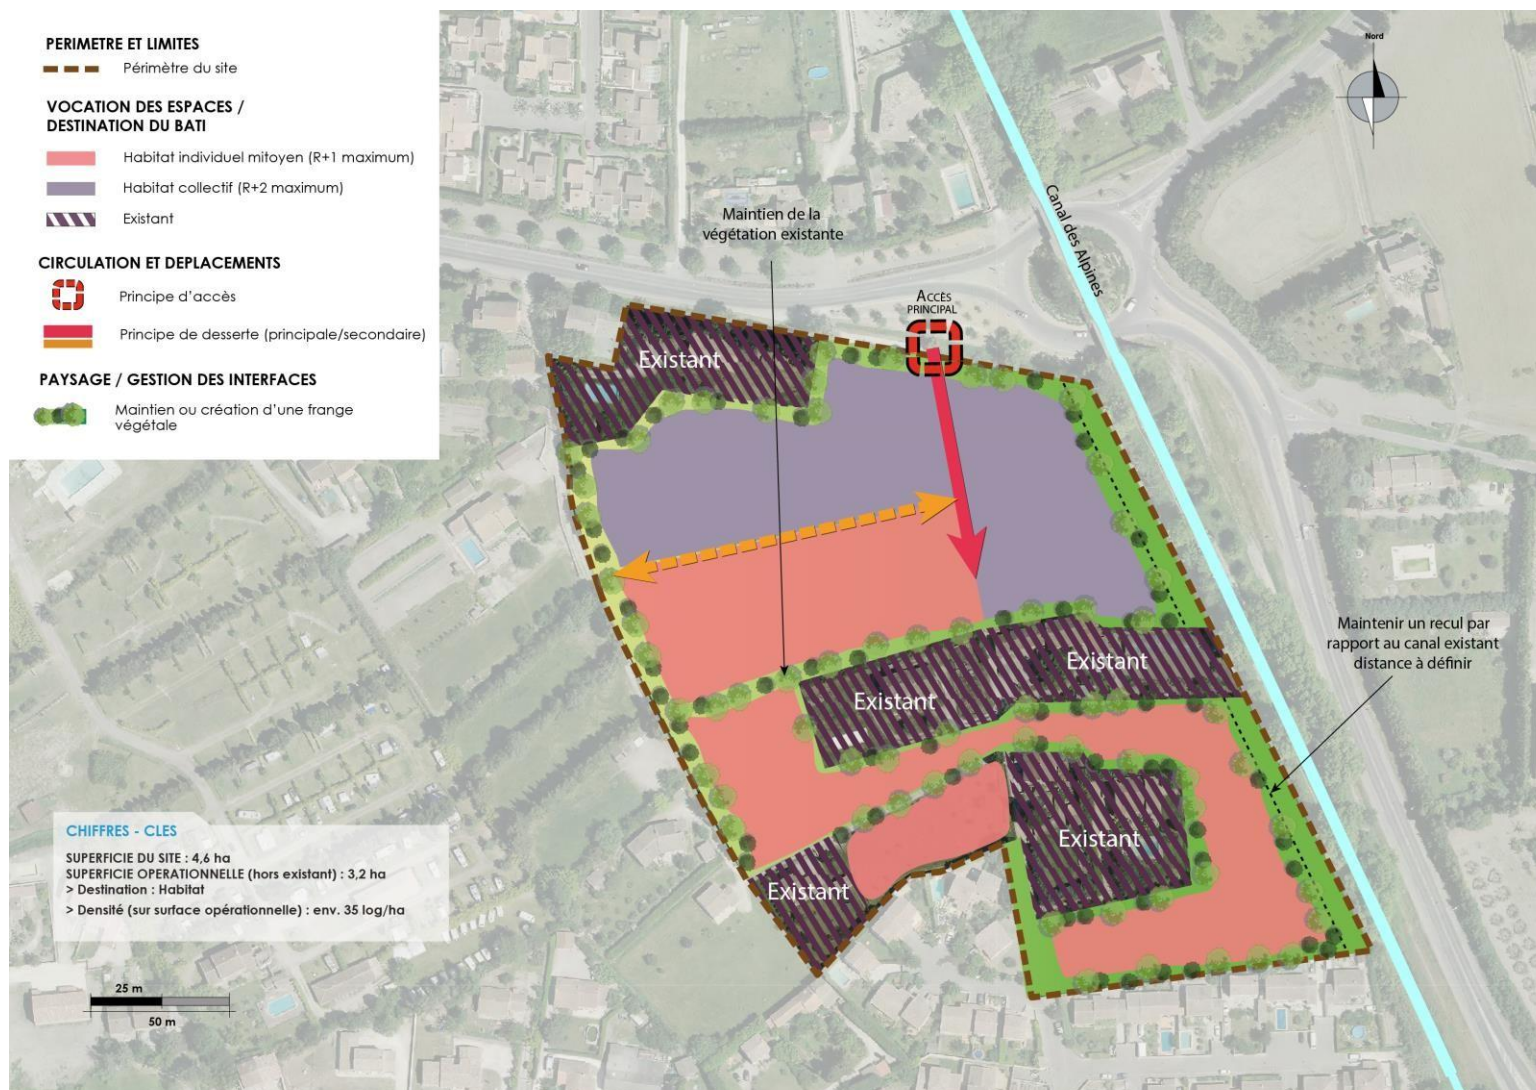 PERIMETRE ET LIMITES
Périmètre du site
VOCATION DES ESPACES /
DESTINATION DU BATI
Habitat individuel mitoyen (R+1 maximum)
Habitat collectif (R+2 maximum)
Existant
CIRCULATION ET DEPLACEMENTS
Principe d'accès
Principe de desserte (principale/secondaire)
PAYSAGE / GESTION DES INTERFACES
Maintien ou création d'une frange
végétale
Nord
Canal des Alpines
Maintien de la
végétation existante
ACCÈS
PRINCIPAL
Existant
Maintenir un recul par
rapport au canal existant
distance à définir
Existant
Existant
Existant
Existant
CHIFFRES - CLES
SUPERFICIE DU SITE : 4,6 ha
SUPERFICIE OPERATIONNELLE (hors existant) : 3,2 ha
> Destination : Habitat
> Densité (sur surface opérationnelle) : env. 35 log/ha
25 m
50 m